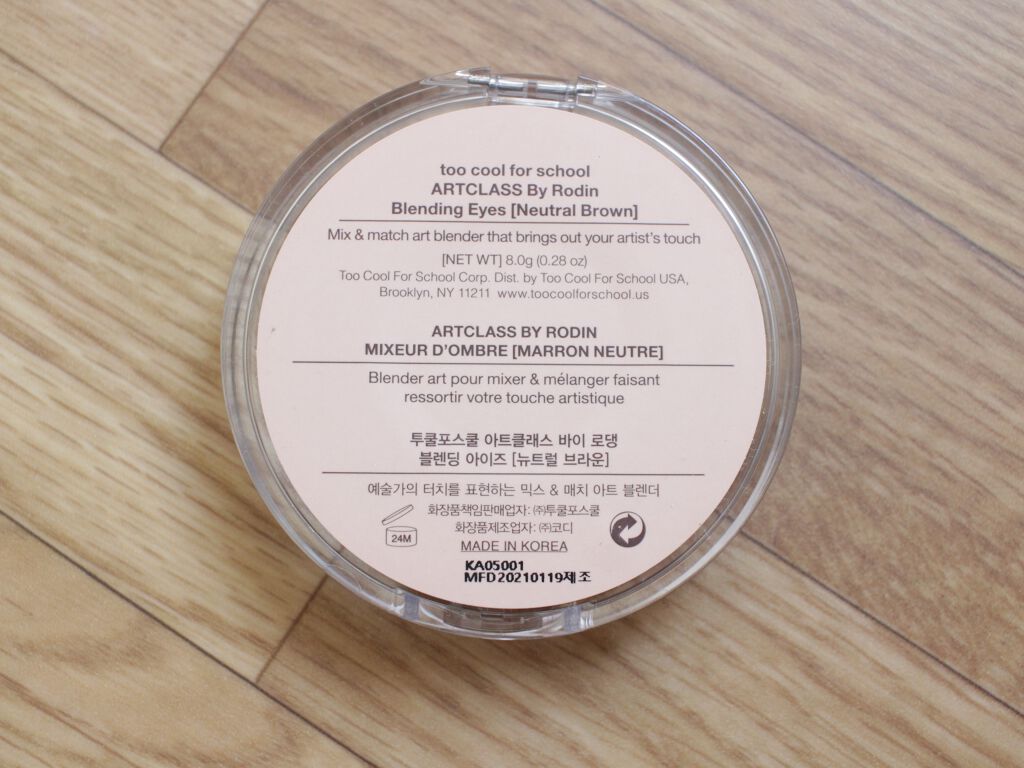 too cool for school
ARTCLASS By Rodin
Blending Eyes [Neutral Brown]
Mix & match art blender that brings out your artist's touch
[NET WT] 8.0g (0.28 oz)
Too Cool For School Corp. Dist. by Too Cool For School USA,
Brooklyn, NY 11211 www.toocoolforschool.us
ARTCLASS BY RODIN
MIXEUR D'OMBRE [MARRON NEUTRE]
Blender art pour mixer & mélanger faisant
ressortir votre touche artistique
투쿨포스쿨 아트클래스 바이 로댕
블렌딩 아이즈 [뉴트럴 브라운]
예술가의 터치를 표현하는 믹스 & 매치 아트 블렌더
화장품책임판매업자: ㈜투쿨포스쿨
화장품제조업자: ㈜코디
24M
MADE IN KOREA
KA05001
MFD20210119제조